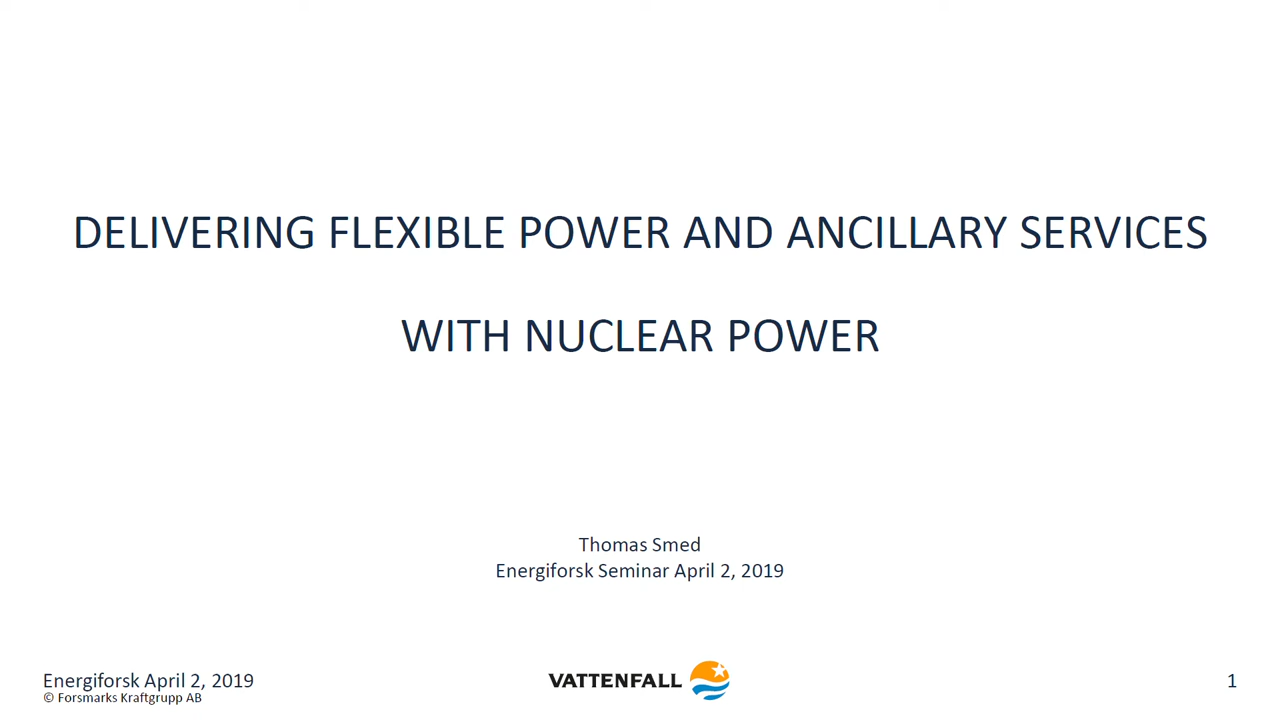 DELIVERING FLEXIBLE POWER AND ANCILLARY SERVICES
WITH NUCLEAR POWER
Thomas Smed
Energiforsk Seminar April 2, 2019
Energiforsk April 2, 2019
© Forsmarks Kraftgrupp AB
VATTENFALL
1